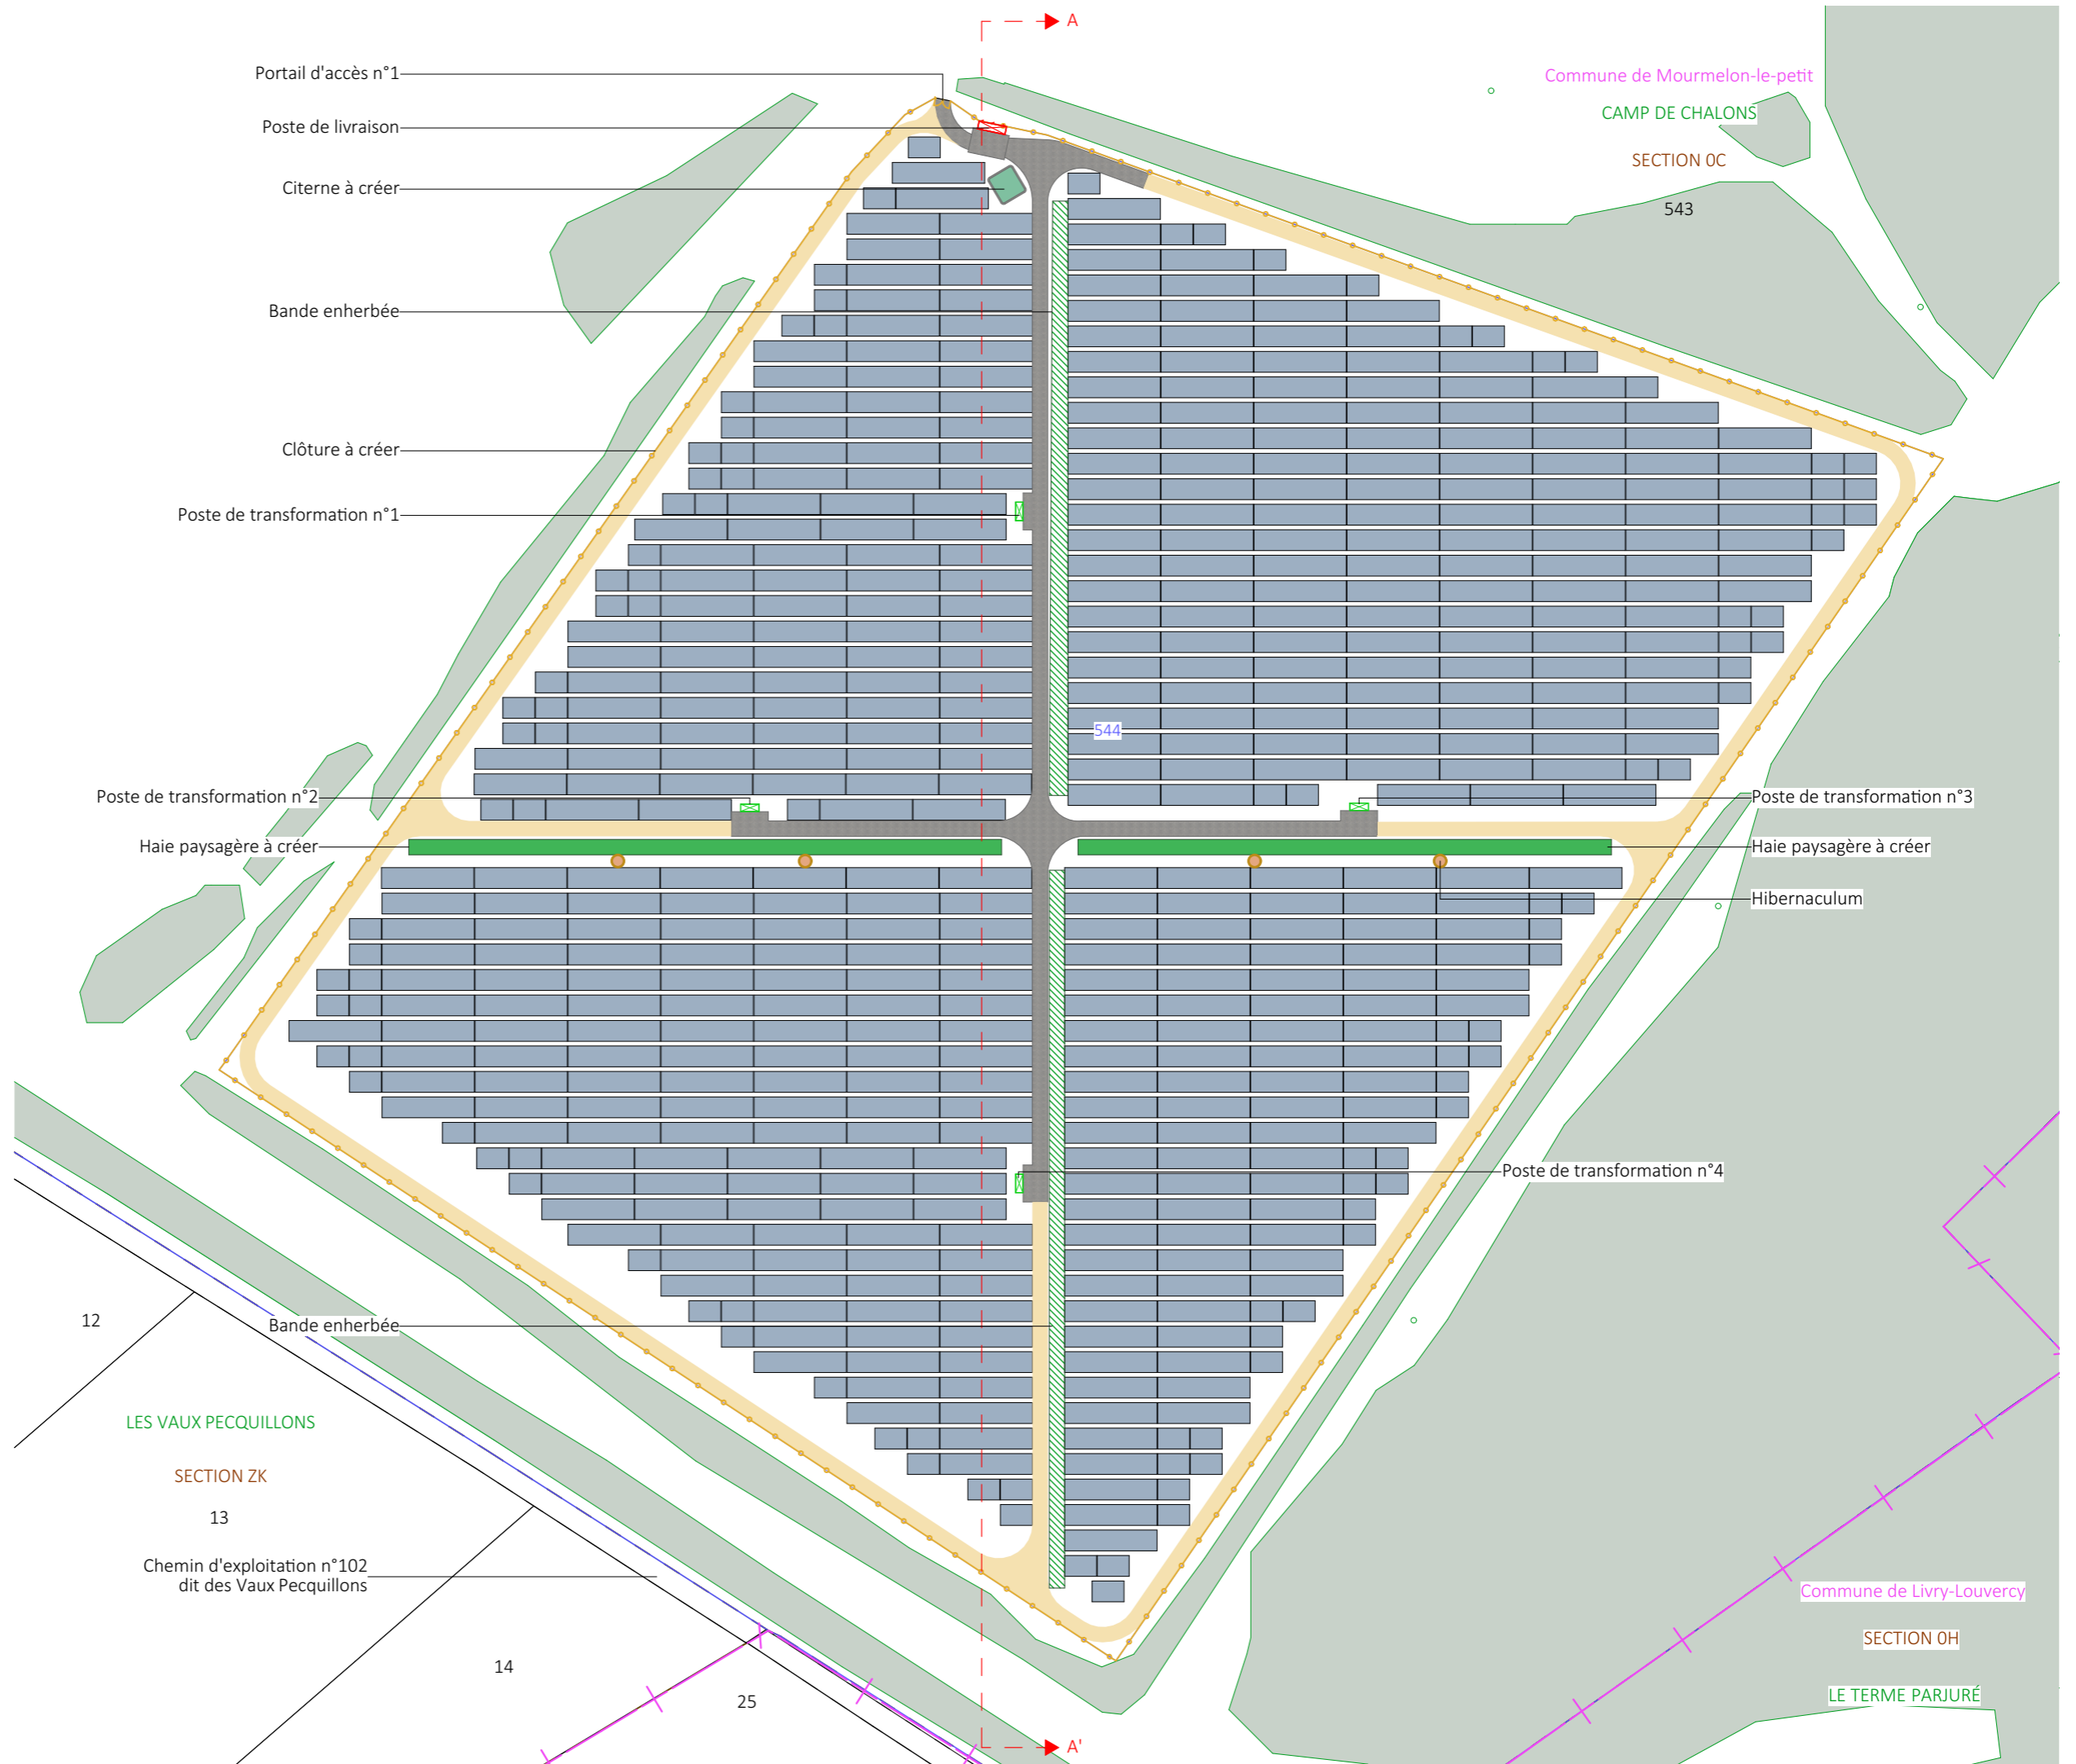 A
Portail d'accès n°1
Commune de Mourmelon-le-petit
CAMP DE CHALONS
Poste de livraison
SECTION 0C
Citerne à créer
543
Bande enherbée
Clôture à créer
Poste de transformation n°1
544
Poste de transformation n°2
Poste de transformation n°3
Haie paysagère à créer
Haie paysagère à créer
Hibernaculum
Poste de transformation n°4
12
Bande enherbée
LES VAUX PECQUILLONS
SECTION ZK
13
Chemin d'exploitation n°102
dit des Vaux Pecquillons
Commune de Livry-Louvercy
SECTION 0H
14
25
LE TERME PARJURÉ
A'